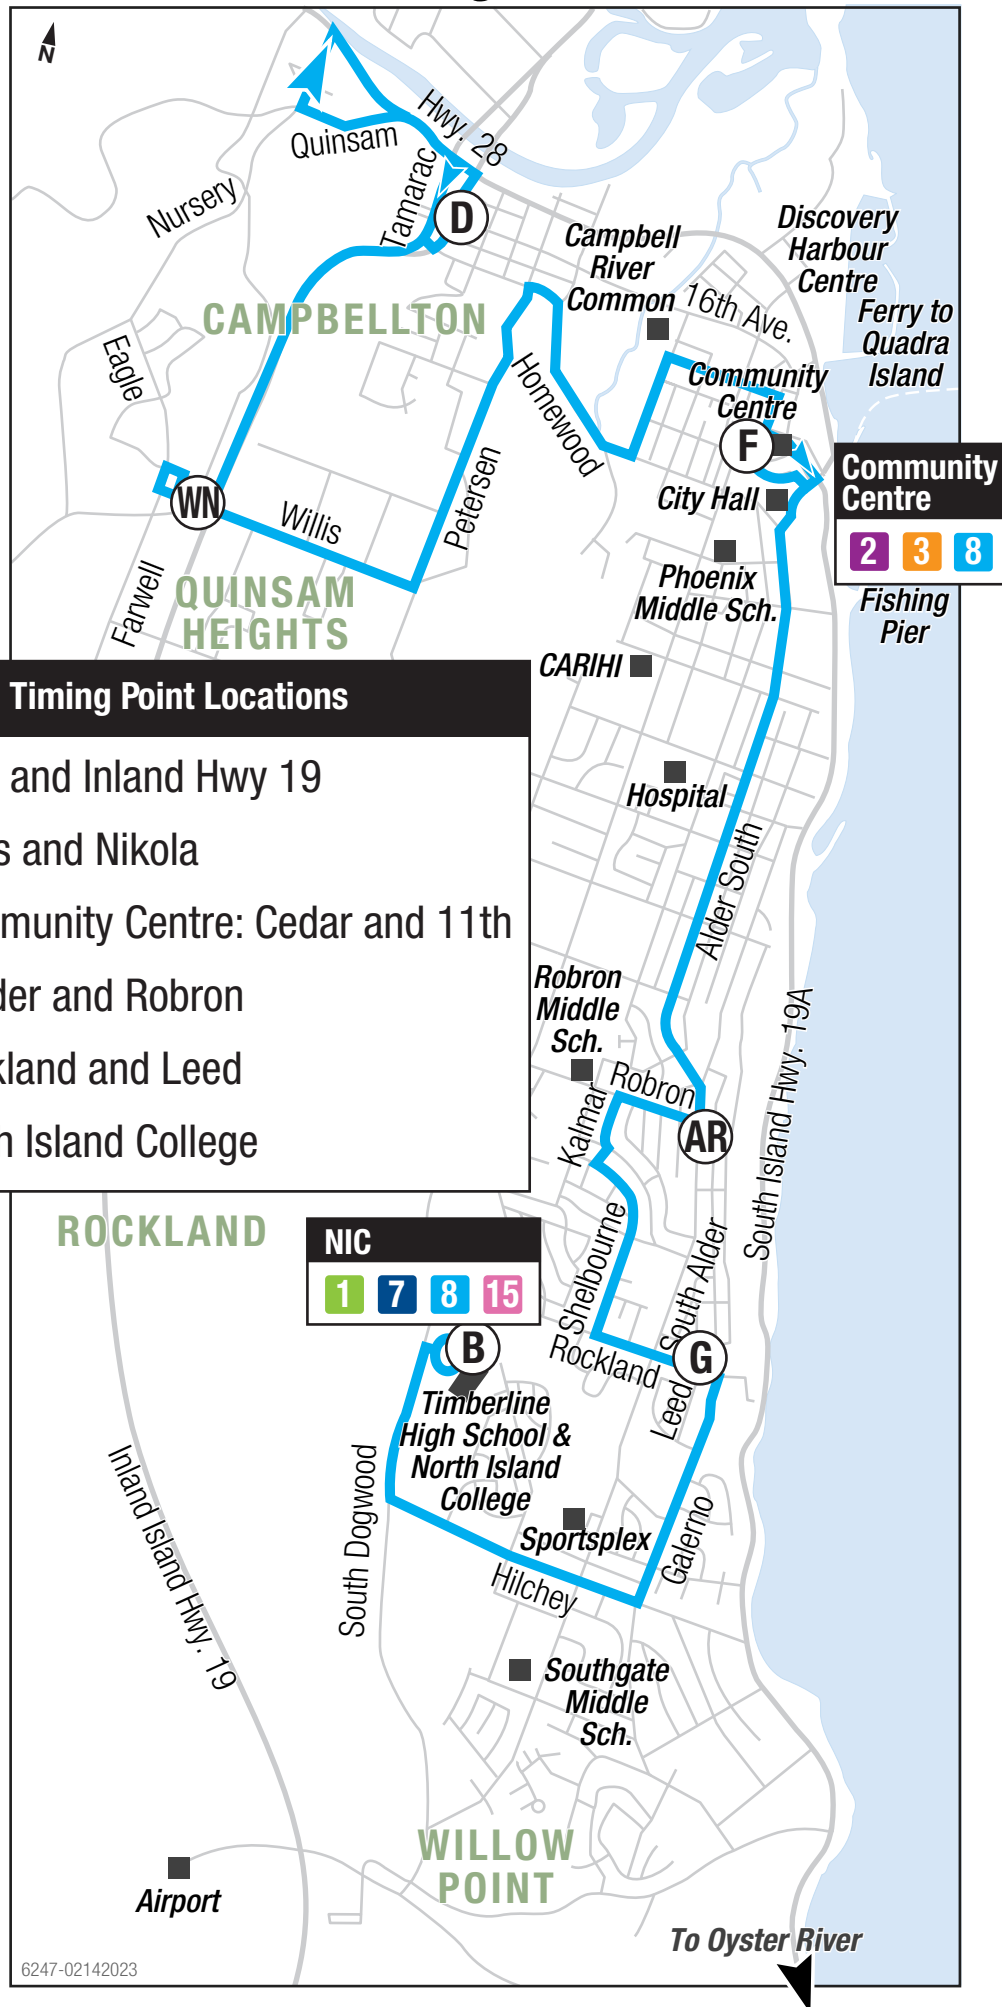 N
Hwy. 28
Quinsam
Tamarac
Nursery
D
Discovery
Harbour
Centre
Campbell
River
Common
16th Ave.
Ferry to
Quadra
Island
CAMPBELLTON
Eagle
Homewood
Community
Centre
F
Community
Centre
2 3 8
WN
Willis
Petersen
City Hall
Phoenix
Middle Sch.
Fishing
Pier
Farwell
QUINSAM
HEIGHTS
CARIHI
Timing Point Locations
and Inland Hwy 19
s and Nikola
munity Centre: Cedar and 11th
der and Robron
kland and Leed
h Island College
Hospital
Alder South
Robron
Middle
Sch.
South Island Hwy. 19A
Robron
Kalmar
AR
ROCKLAND
NIC
1 7 8 15
Shelbourne
South Alder
B
Rockland
G
Leed
Timberline
High School &
North Island
College
South Dogwood
Inland Island Hwy. 19
Sportsplex
Galerno
Hilchey
Southgate
Middle
Sch.
WILLOW
POINT
Airport
To Oyster River
6247-02142023